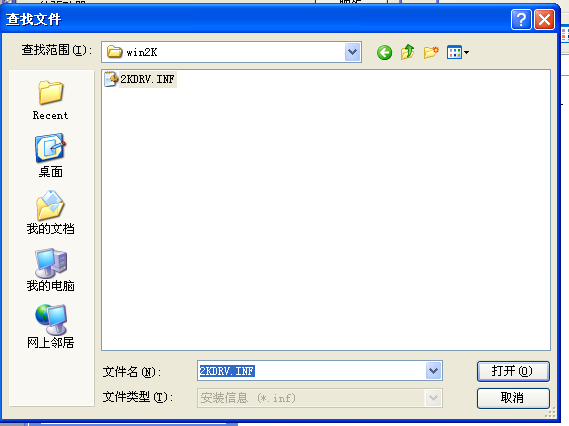 查找文件
查找范围(I):
win2K
2KDRV.INF
Recent
桌面
我的文档
我的电脑
网上邻居
文件名(N):
2KDRV.INF
打开(O)
文件类型(T):
安装信息 (*.inf)
取消